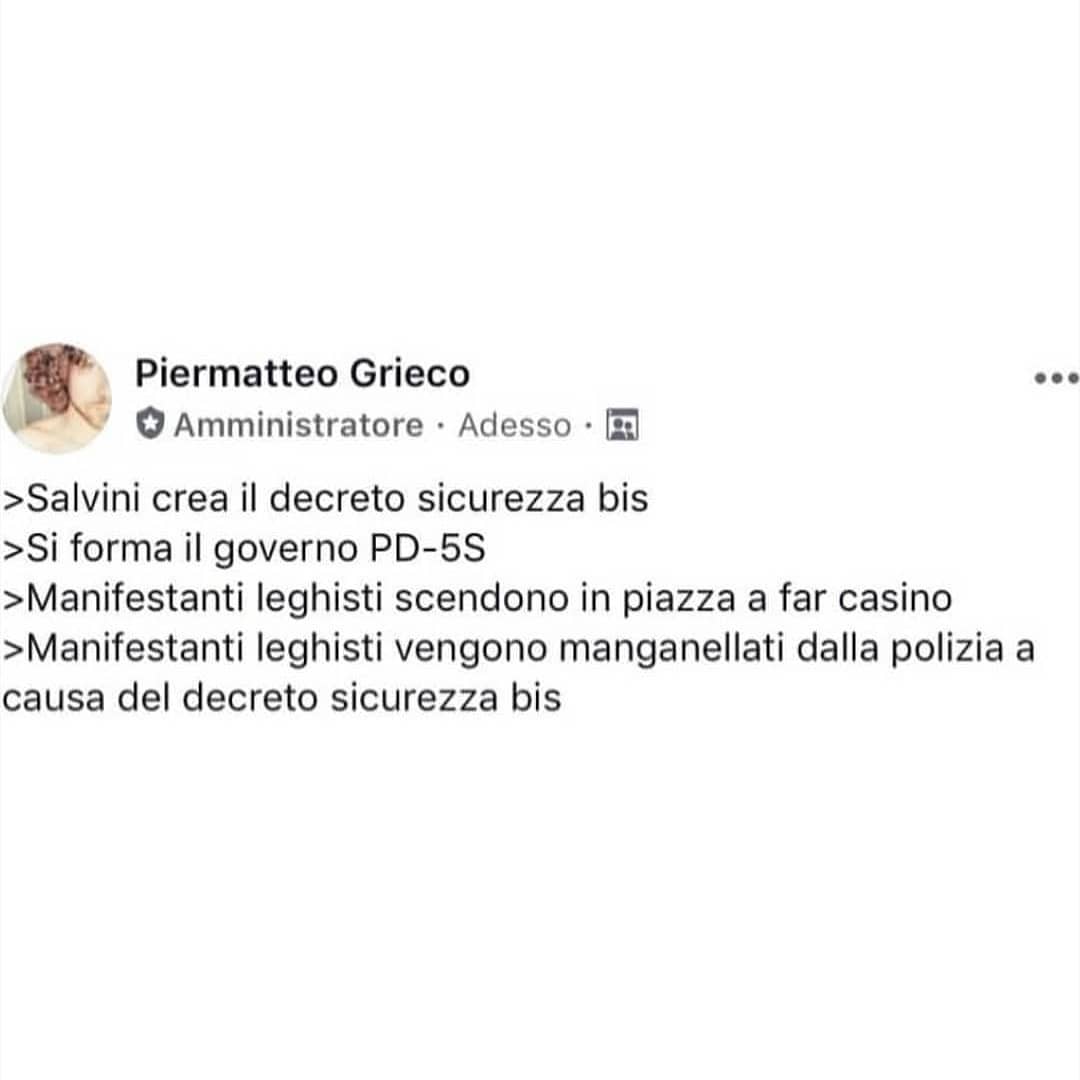 Piermatteo Grieco
Amministratore · Adesso ·
>Salvini crea il decreto sicurezza bis
>Si forma il governo PD-5S
>Manifestanti leghisti scendono in piazza a far casino
>Manifestanti leghisti vengono manganellati dalla polizia a
causa del decreto sicurezza bis